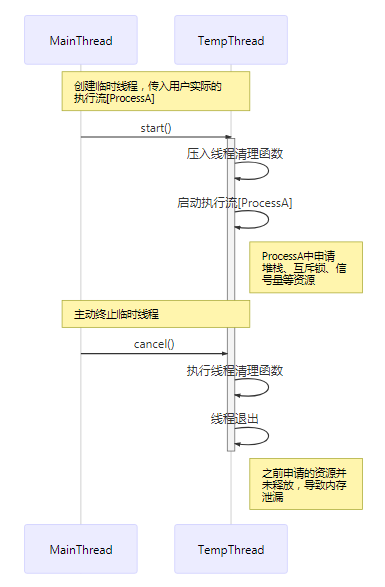 MainThread
TempThread
创建临时线程，传入用户实际的
执行流[ProcessA]
start()
压入线程清理函数
启动执行流[ProcessA]
ProcessA中申请
堆栈、互斥锁、信
号量等资源
主动终止临时线程
cancel()
执行线程清理函数
线程退出
之前申请的资源并
未释放，导致内存
泄漏
MainThread
TempThread